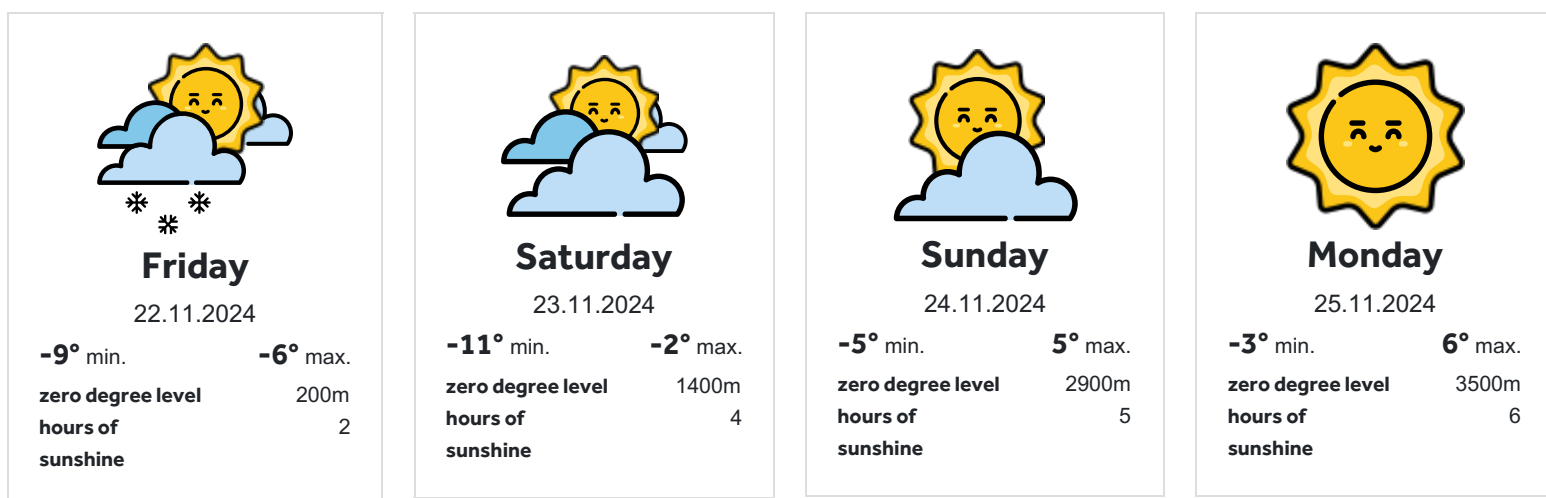 Friday
22.11.2024
-9° min. -6° max.
zero degree level 200m
hours of 2
sunshine
Saturday
23.11.2024
-11° min. -2° max.
zero degree level 1400m
hours of 4
sunshine
Sunday
24.11.2024
-5° min. 5° max.
zero degree level 2900m
hours of 5
sunshine
Monday
25.11.2024
-3° min. 6° max.
zero degree level 3500m
hours of 6
sunshine